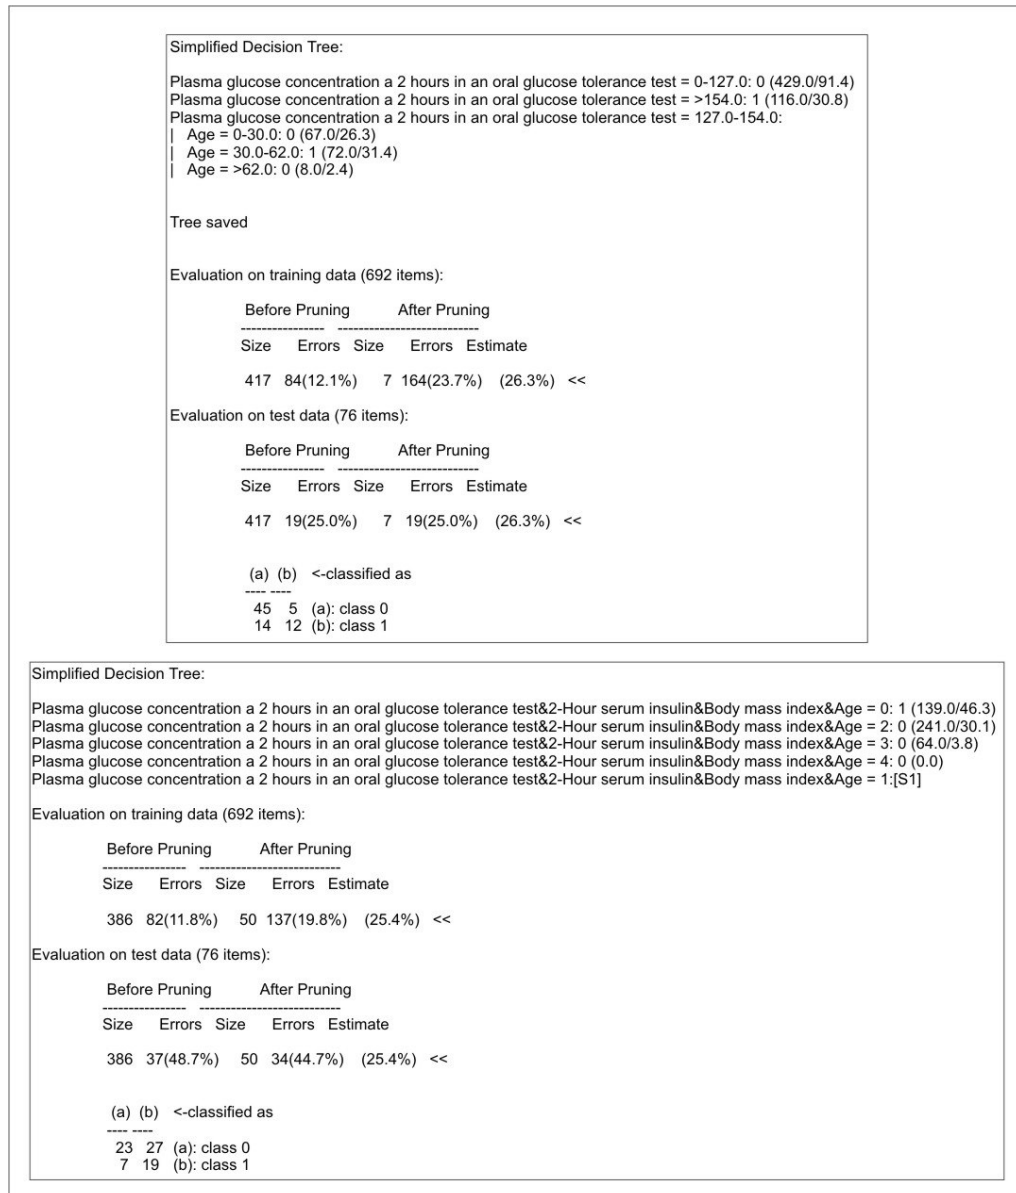 Simplified Decision Tree:
Plasma glucose concentration a 2 hours in an oral glucose tolerance test = 0-127.0: 0 (429.0/91.4)
Plasma glucose concentration a 2 hours in an oral glucose tolerance test = >154.0: 1 (116.0/30.8)
Plasma glucose concentration a 2 hours in an oral glucose tolerance test = 127.0-154.0:
| Age = 0-30.0: 0 (67.0/26.3)
| Age = 30.0-62.0: 1 (72.0/31.4)
| Age = >62.0: 0 (8.0/2.4)
Tree saved
Evaluation on training data (692 items):
Before Pruning After Pruning
---------------- ---------------------------
Size Errors Size Errors Estimate
417 84(12.1%) 7 164(23.7%) (26.3%) <<
Evaluation on test data (76 items):
Before Pruning After Pruning
---------------- ---------------------------
Size Errors Size Errors Estimate
417 19(25.0%) 7 19(25.0%) (26.3%) <<
(a) (b) <-classified as
---- ----
45 5 (a): class 0
14 12 (b): class 1
Simplified Decision Tree:
Plasma glucose concentration a 2 hours in an oral glucose tolerance test&2-Hour serum insulin&Body mass index&Age = 0: 1 (139.0/46.3)
Plasma glucose concentration a 2 hours in an oral glucose tolerance test&2-Hour serum insulin&Body mass index&Age = 2: 0 (241.0/30.1)
Plasma glucose concentration a 2 hours in an oral glucose tolerance test&2-Hour serum insulin&Body mass index&Age = 3: 0 (64.0/3.8)
Plasma glucose concentration a 2 hours in an oral glucose tolerance test&2-Hour serum insulin&Body mass index&Age = 4: 0 (0.0)
Plasma glucose concentration a 2 hours in an oral glucose tolerance test&2-Hour serum insulin&Body mass index&Age = 1:[S1]
Evaluation on training data (692 items):
Before Pruning After Pruning
---------------- ---------------------------
Size Errors Size Errors Estimate
386 82(11.8%) 50 137(19.8%) (25.4%) <<
Evaluation on test data (76 items):
Before Pruning After Pruning
---------------- ---------------------------
Size Errors Size Errors Estimate
386 37(48.7%) 50 34(44.7%) (25.4%) <<
(a) (b) <-classified as
---- ----
23 27 (a): class 0
7 19 (b): class 1